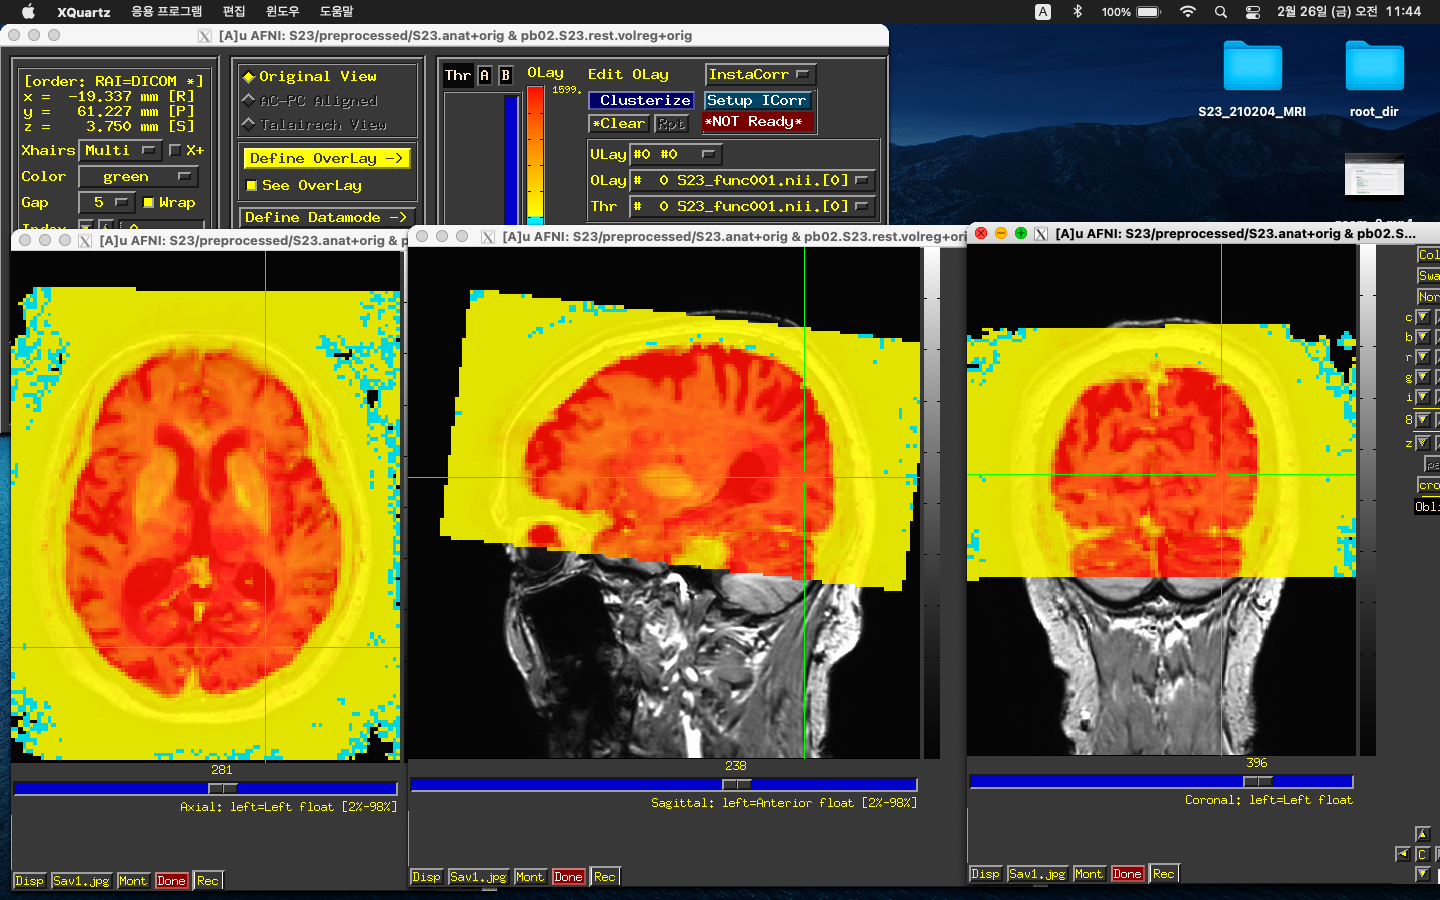 XQuartz 응용 프로그램 편집 윈도우 도움말
A 100% 2월 26일 (금) 오전 11:44
[A]u AFNI: S23/preprocessed/S23.anat+orig & pb02.S23.rest.volreg+orig
[order: RAI=DICOM *]
x = -19.337 mm [R]
y = 61.227 mm [P]
z = 3.750 mm [S]
Xhairs Multi X+
Color green
Gap 5 Wrap
Index 0
Original View
AC-PC Aligned
Talairach View
Define OverLay ->
See OverLay
Define Datamode ->
Thr A B OLay
1599.
Edit OLay InstaCorr
Clusterize Setup ICorr
*Clear Rpt *NOT Ready*
ULay #0 #0
OLay # 0 S23_func001.nii.[0]
Thr # 0 S23_func001.nii.[0]
S23_210204_MRI
root_dir
[A]u AFNI: S23/preprocessed/S23.anat+orig & p
281
Axial: left=Left float [2%-98%]
Disp Sav1.jpg Mont Done Rec
[A]u AFNI: S23/preprocessed/S23.anat+orig & pb02.S23.rest.volreg+ori
238
Sagittal: left=Anterior float [2%-98%]
Disp Sav1.jpg Mont Done Rec
[A]u AFNI: S23/preprocessed/S23.anat+orig & pb02.S...
396
Coronal: left=Left float
Disp Sav1.jpg Mont Done Rec
Col
Swa
Nor
c
b
r
g
i
8
z
pa
cro
Obli
C